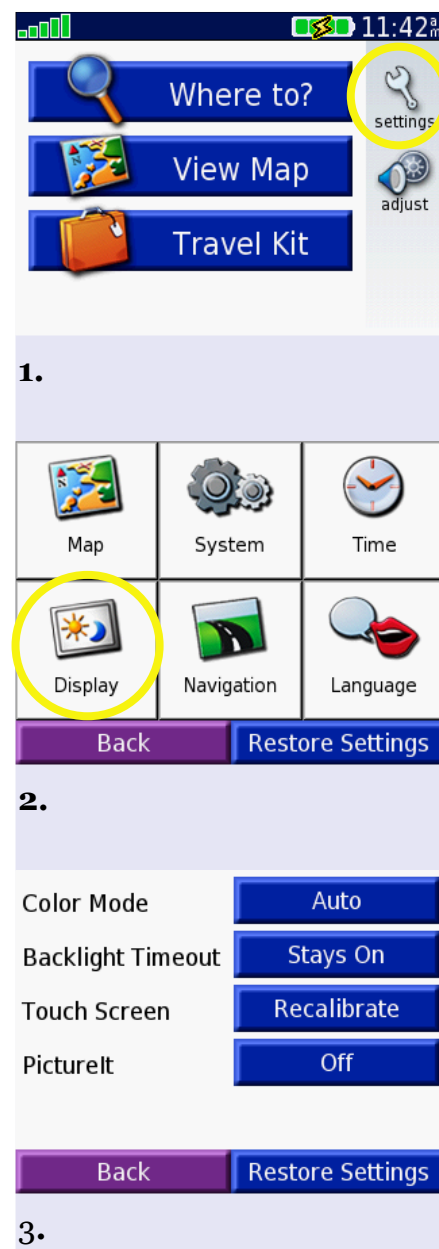 11:42 am
Where to?
settings
View Map
adjust
Travel Kit
1.
Map System Time
Display Navigation Language
Back Restore Settings
2.
Color Mode Auto
Backlight Timeout Stays On
Touch Screen Recalibrate
PictureIt Off
Back Restore Settings
3.